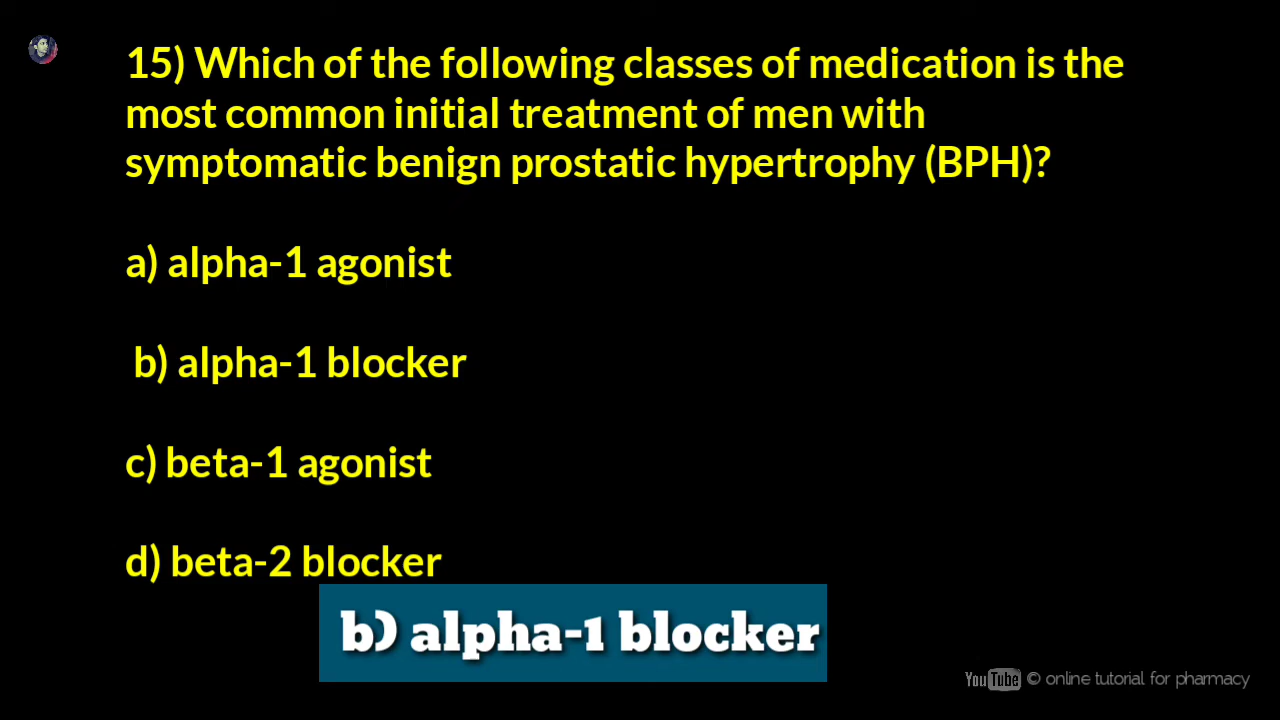 15) Which of the following classes of medication is the
most common initial treatment of men with
symptomatic benign prostatic hypertrophy (BPH)?
a) alpha-1 agonist
b) alpha-1 blocker
c) beta-1 agonist
d) beta-2 blocker
b) alpha-1 blocker
YouTube © online tutorial for pharmacy